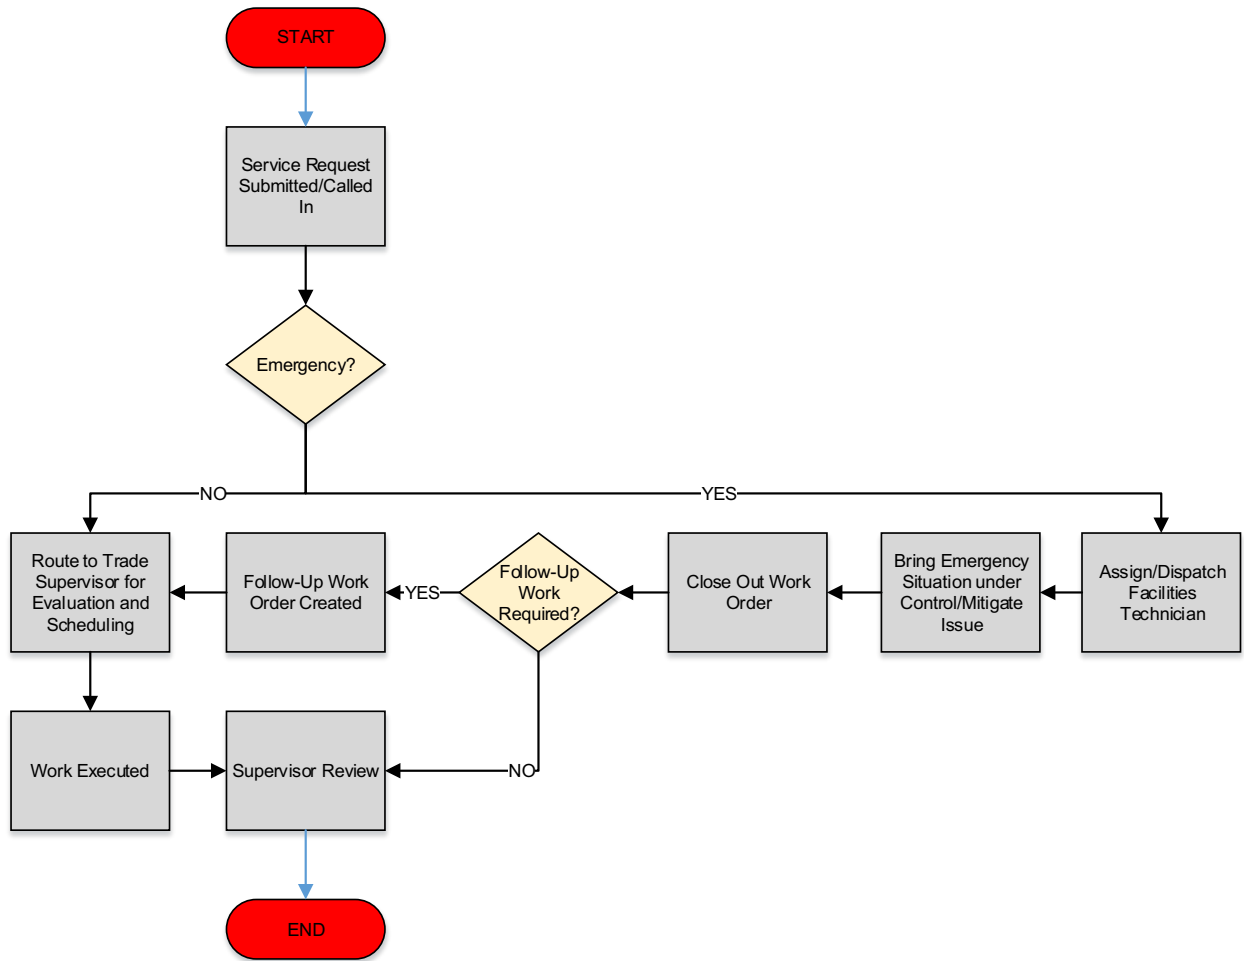 START
Service Request
Submitted/Called
In
Emergency?
NO
YES
Route to Trade
Supervisor for
Evaluation and
Scheduling
Follow-Up Work
Order Created
YES
Follow-Up
Work
Required?
Close Out Work
Order
Bring Emergency
Situation under
Control/Mitigate
Issue
Assign/Dispatch
Facilities
Technician
Work Executed
Supervisor Review
NO
END